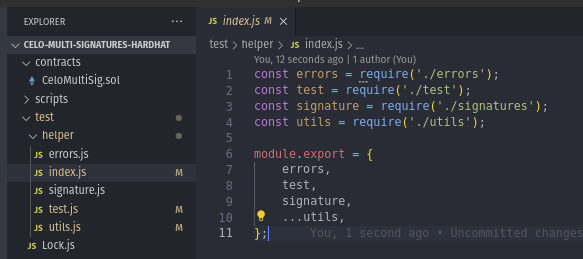 EXPLORER ...
CELO-MULTI-SIGNATURES-HARDHAT
contracts
CeloMultiSig.sol
scripts
test
helper
JS errors.js
JS index.js M
JS signature.js
JS test.js M
JS utils.js M
JS Lock.js
JS index.js M ×
test > helper > JS index.js > ...
You, 12 seconds ago | 1 author (You)
1 const errors = require('./errors');
2 const test = require('./test');
3 const signature = require('./signatures');
4 const utils = require('./utils');
5
6 module.export = {
7 errors,
8 test,
9 signature,
10 ...utils,
11 }; You, 1 second ago • Uncommitted changes